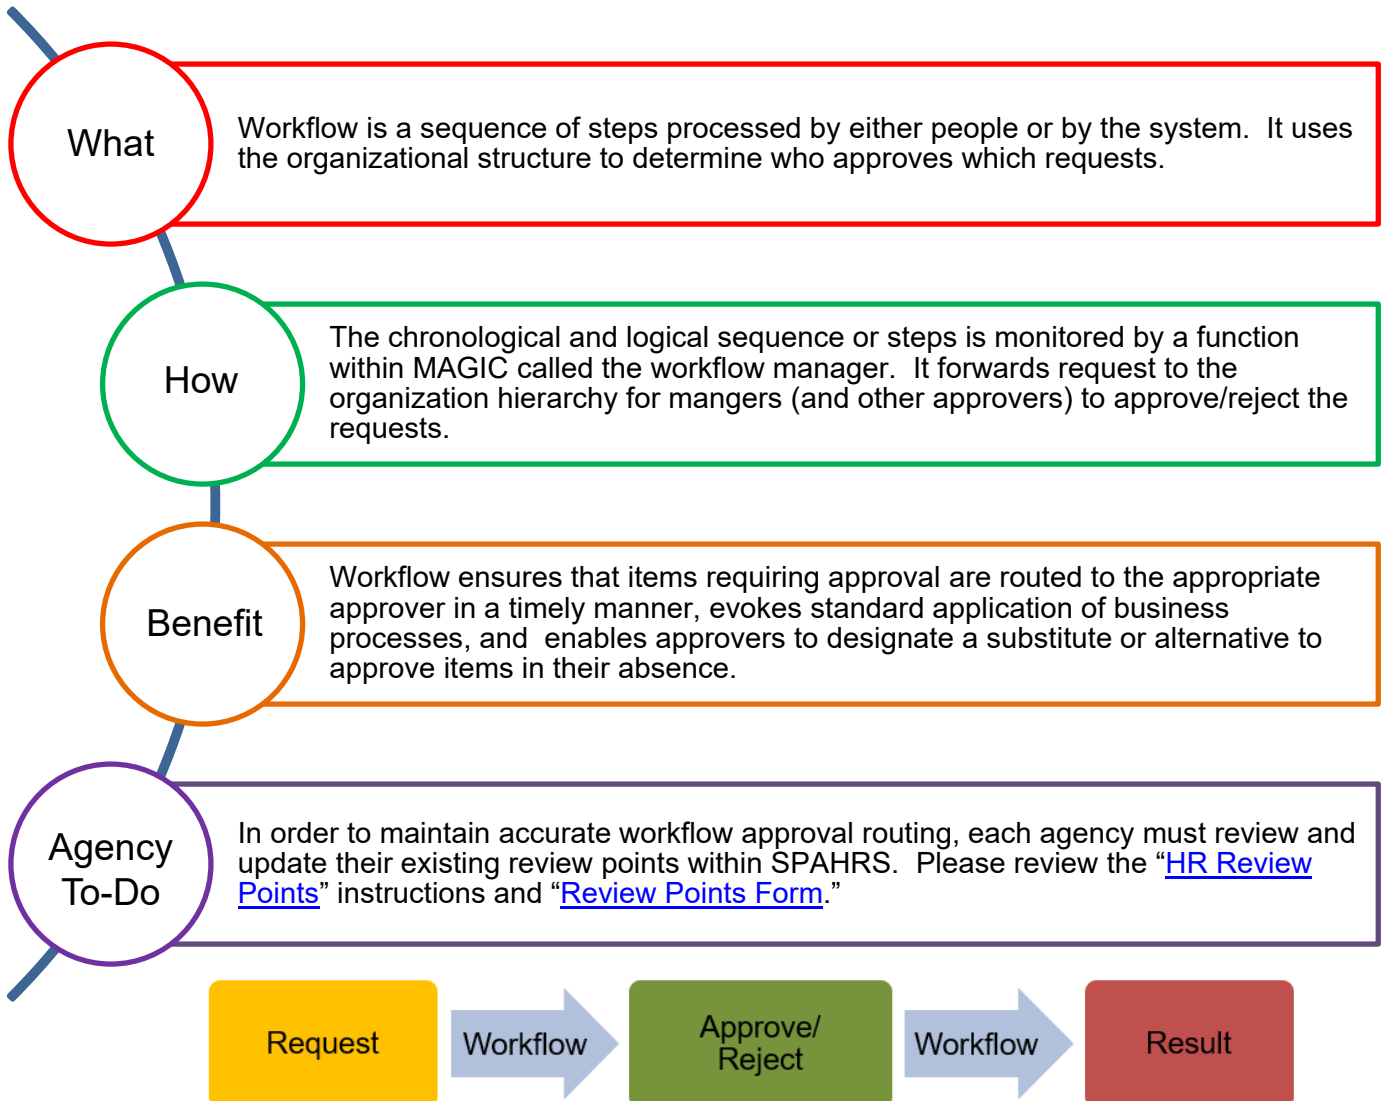 What
Workflow is a sequence of steps processed by either people or by the system.  It uses
the organizational structure to determine who approves which requests.
How
The chronological and logical sequence or steps is monitored by a function
within MAGIC called the workflow manager.  It forwards request to the
organization hierarchy for mangers (and other approvers) to approve/reject the
requests.
Benefit
Workflow ensures that items requiring approval are routed to the appropriate
approver in a timely manner, evokes standard application of business
processes, and  enables approvers to designate a substitute or alternative to
approve items in their absence.
Agency
To-Do
In order to maintain accurate workflow approval routing, each agency must review and
update their existing review points within SPAHRS.  Please review the “HR Review
Points” instructions and “Review Points Form.”
Request
Workflow
Approve/
Reject
Workflow
Result